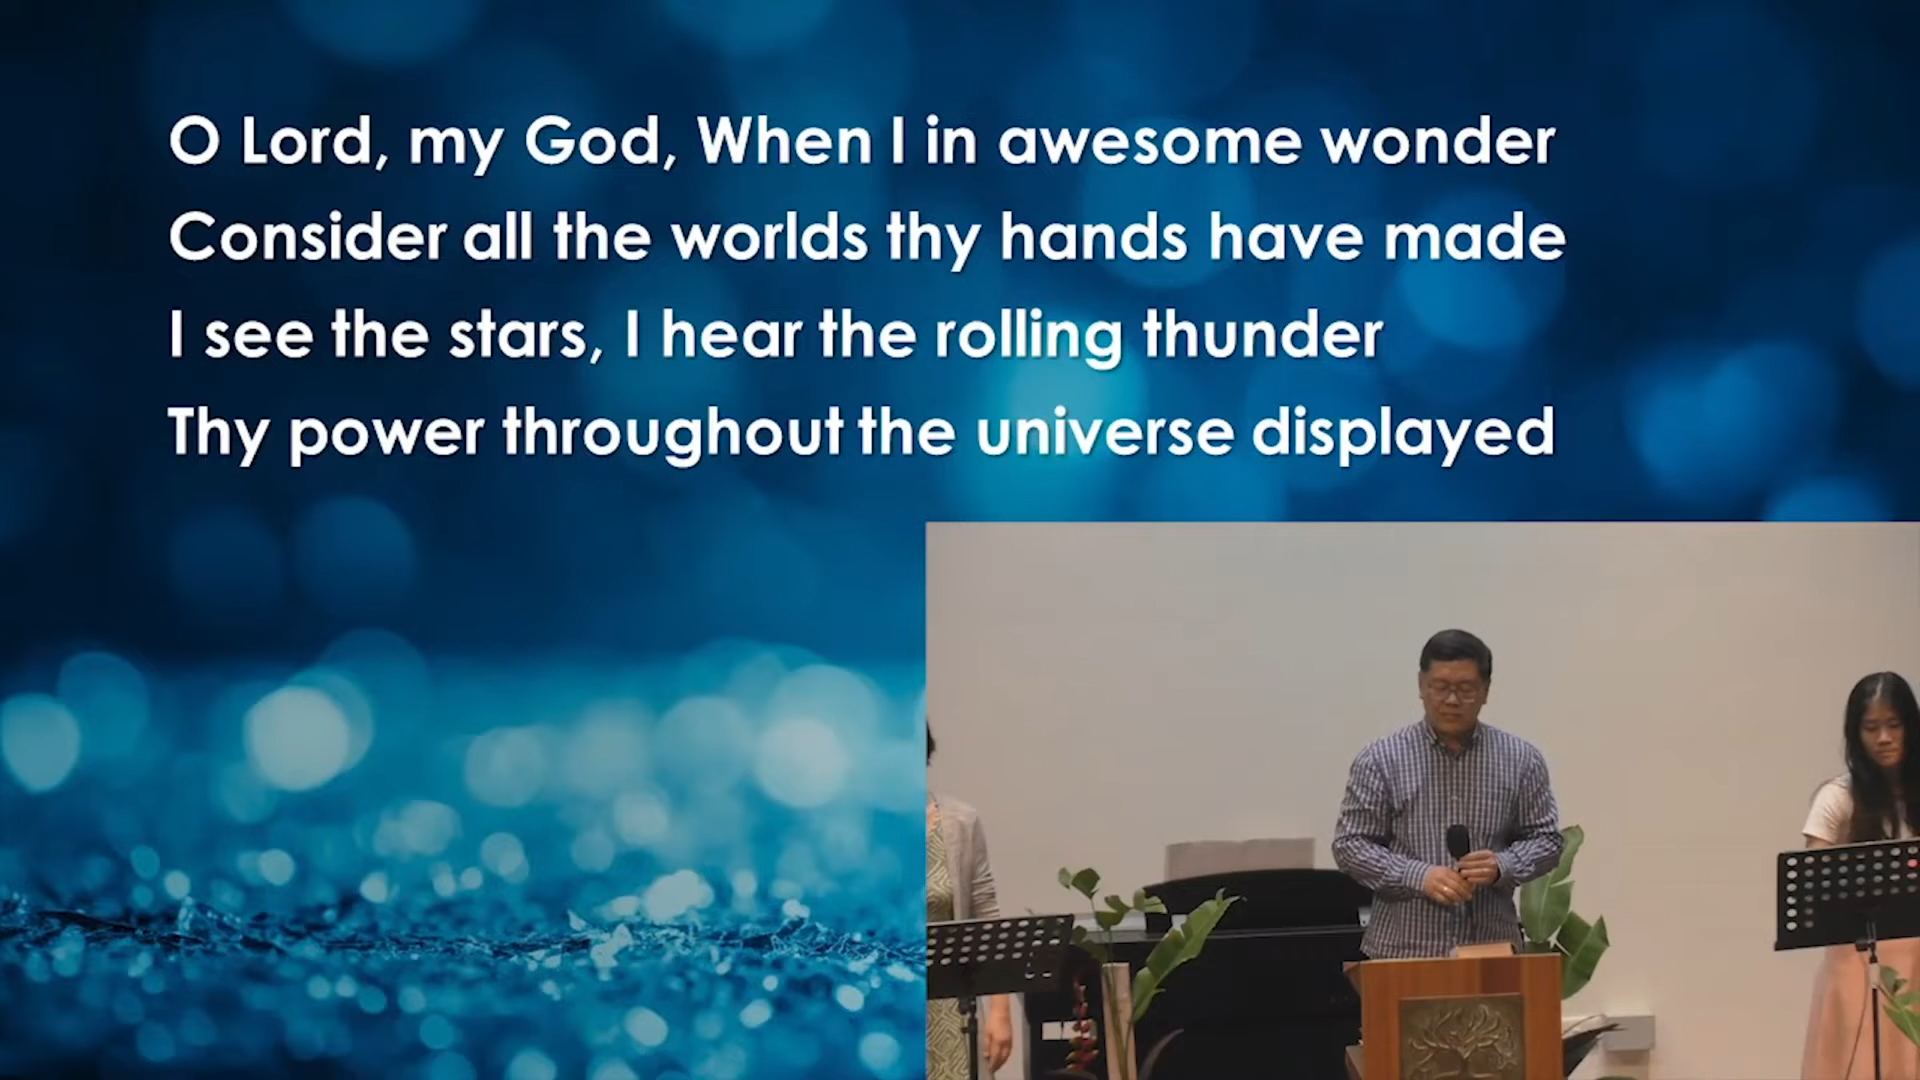 O Lord, my God, When I in awesome wonder
Consider all the worlds thy hands have made
I see the stars, I hear the rolling thunder
Thy power throughout the universe displayed